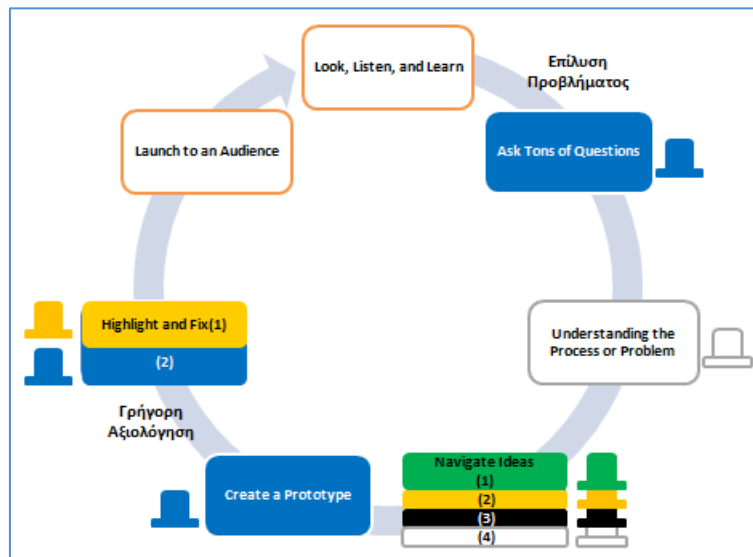 Look, Listen, and Learn
Επίλυση
Προβλήματος
Ask Tons of Questions
Launch to an Audience
Highlight and Fix(1)
(2)
Understanding the
Process or Problem
Γρήγορη
Αξιολόγηση
Navigate Ideas
(1)
(2)
(3)
(4)
Create a Prototype